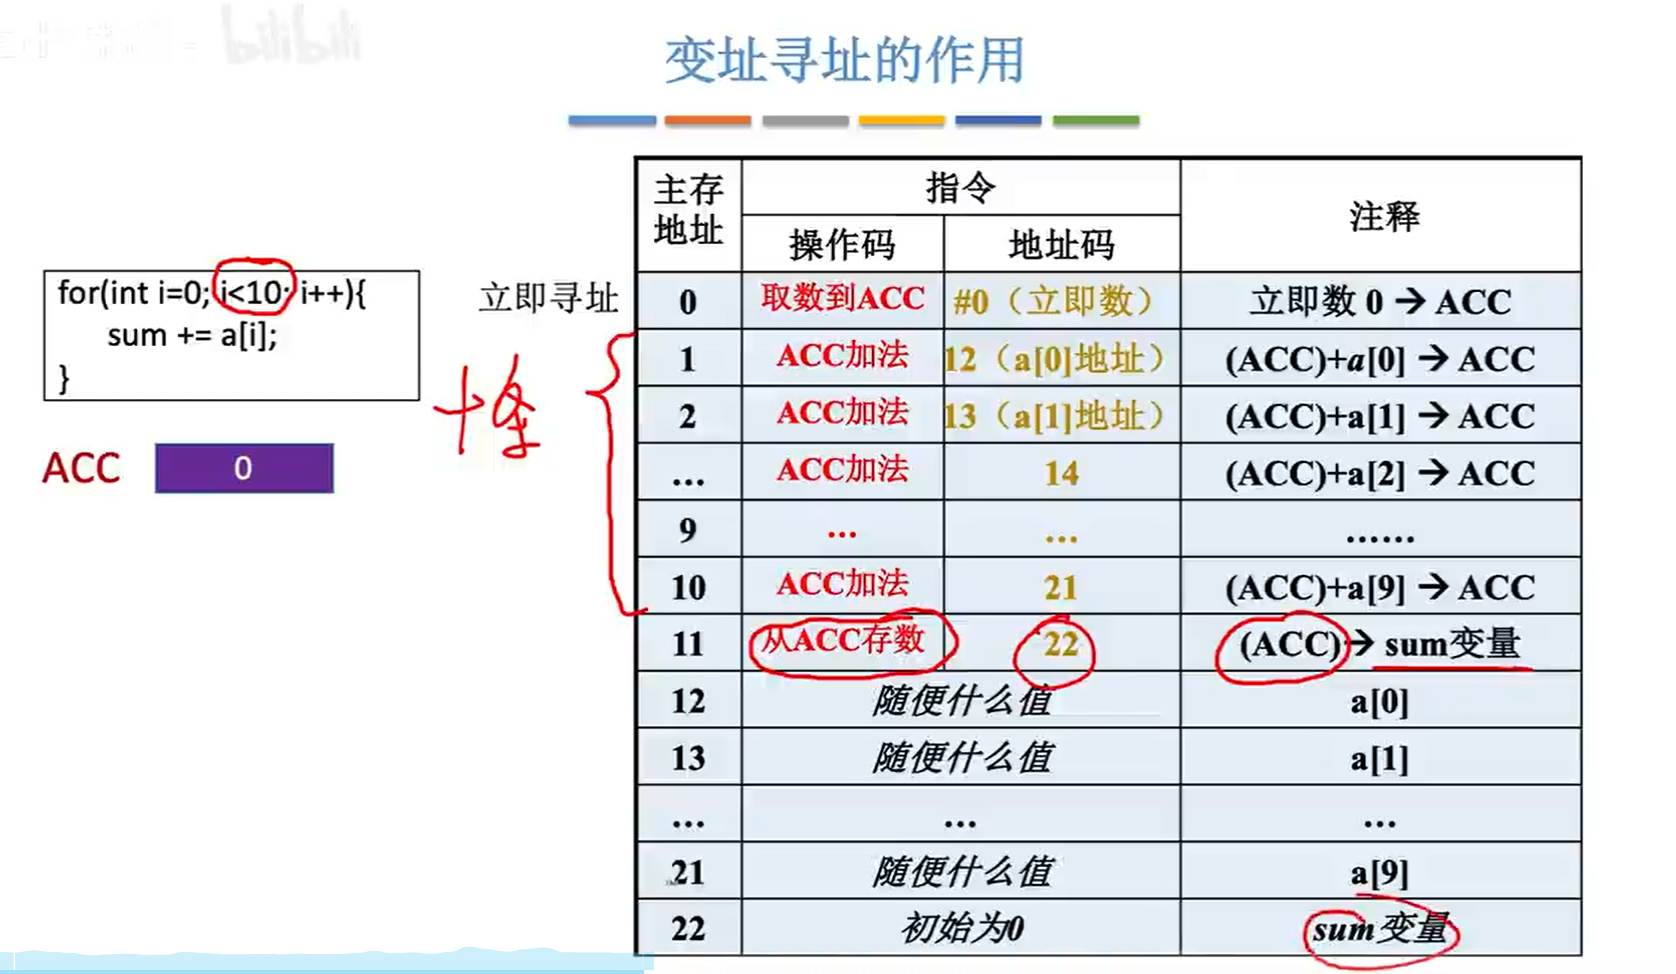 bilibili
变址寻址的作用
for(int i=0; i<10; i++){
sum += a[i];
}
ACC 0
十条
立即寻址
主存地址 指令 注释
操作码 地址码
0 取数到ACC #0（立即数） 立即数 0 → ACC
1 ACC加法 12（a[0]地址） (ACC)+a[0] → ACC
2 ACC加法 13（a[1]地址） (ACC)+a[1] → ACC
... ACC加法 14 (ACC)+a[2] → ACC
9 ... ... ......
10 ACC加法 21 (ACC)+a[9] → ACC
11 从ACC存数 22 (ACC)→ sum变量
12 随便什么值 a[0]
13 随便什么值 a[1]
... ... ...
21 随便什么值 a[9]
22 初始为0 sum变量